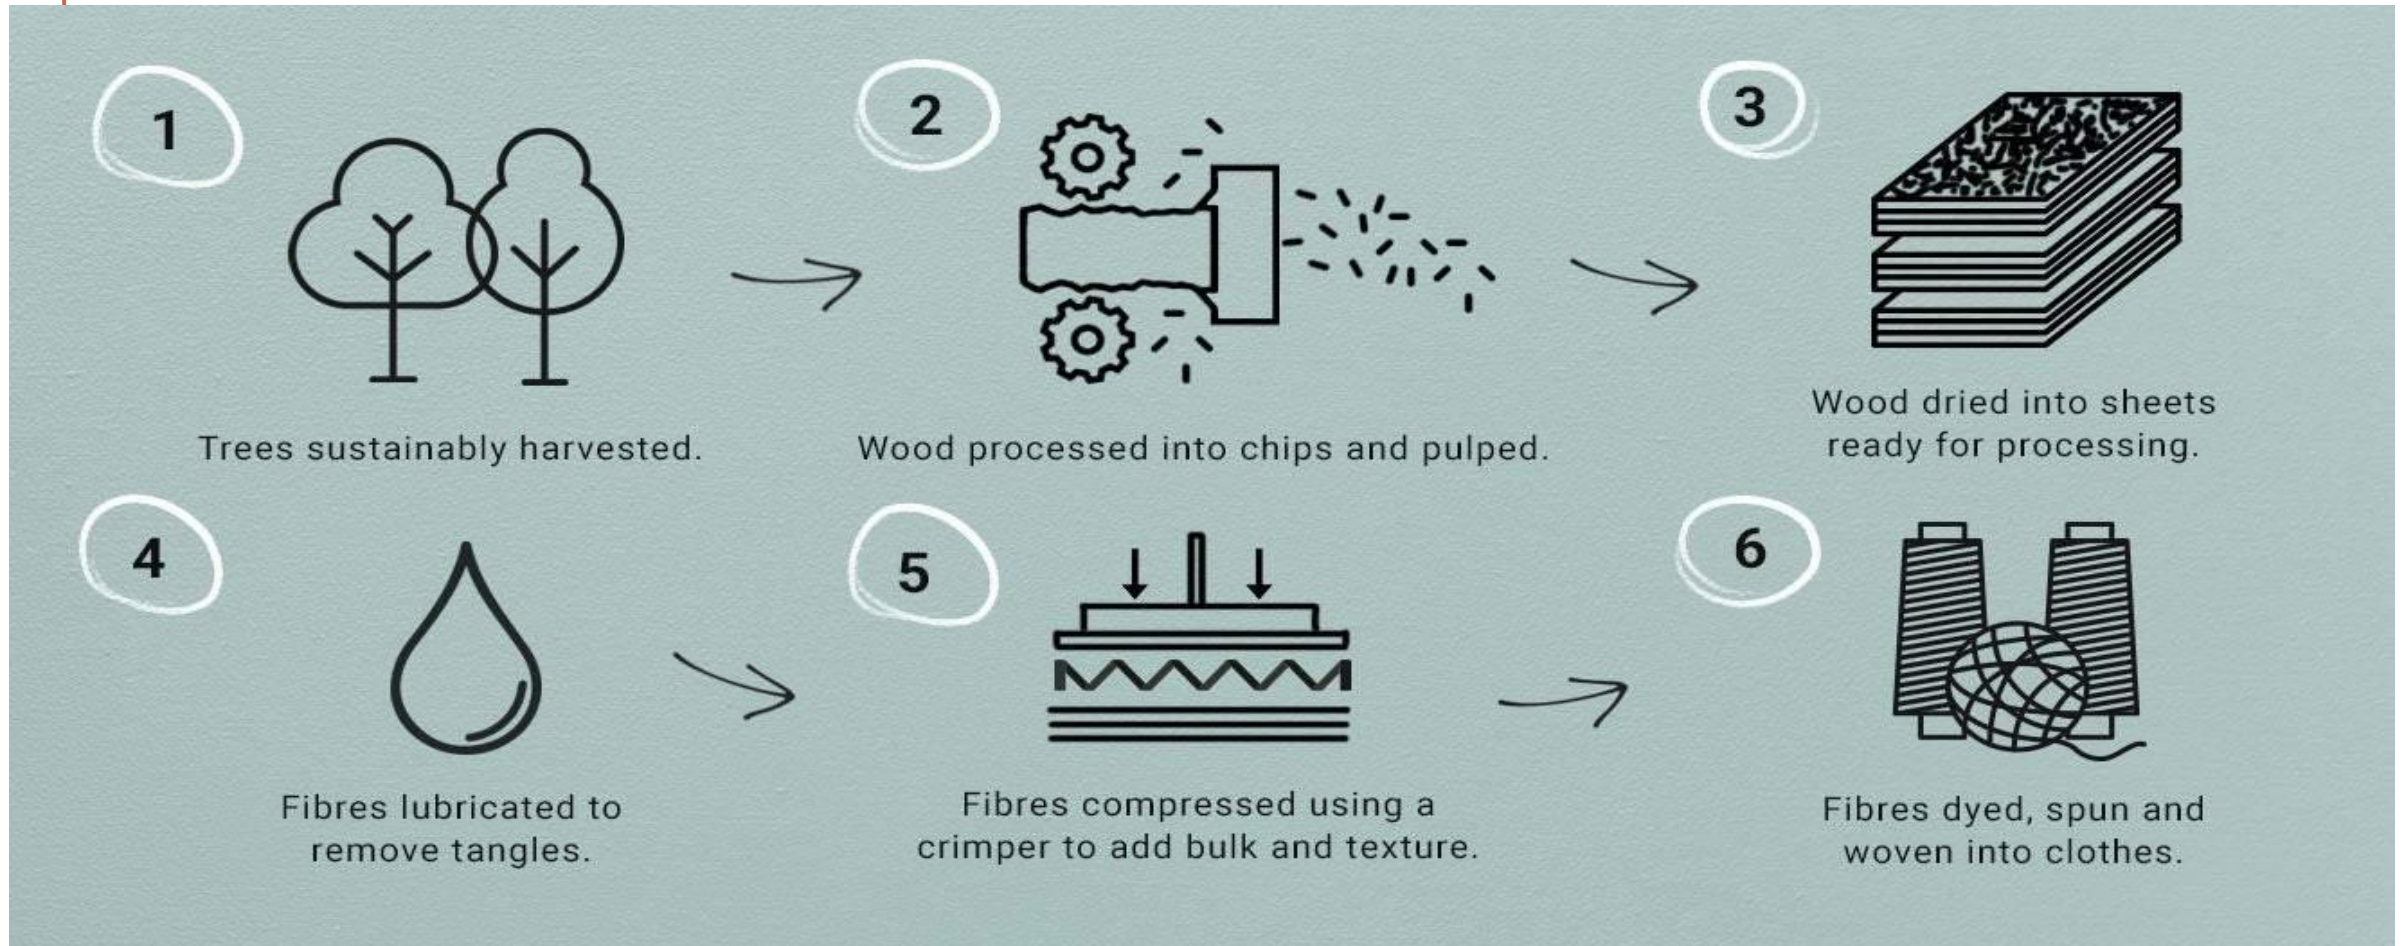 1
Trees sustainably harvested.
2
Wood processed into chips and pulped.
3
Wood dried into sheets
ready for processing.
4
Fibres lubricated to
remove tangles.
5
Fibres compressed using a
crimper to add bulk and texture.
6
Fibres dyed, spun and
woven into clothes.